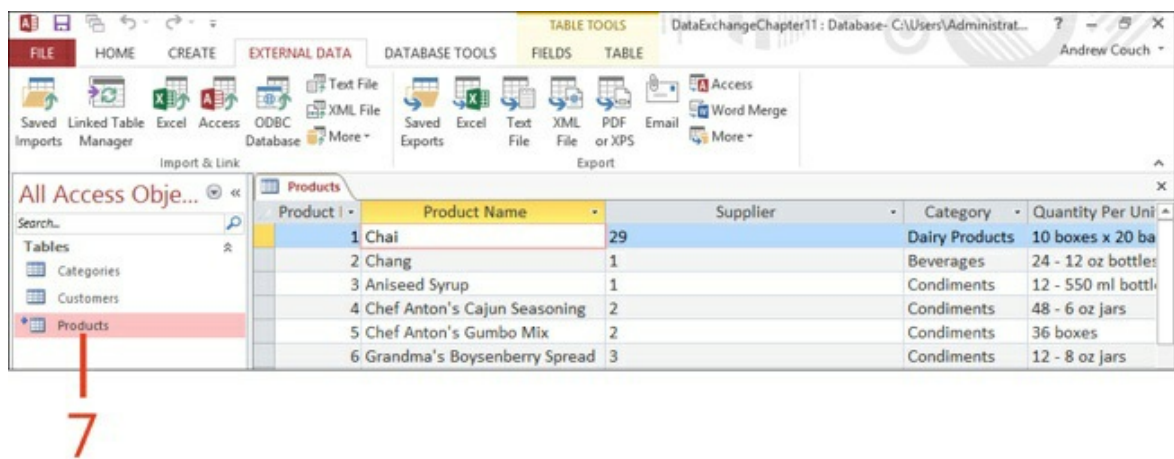 TABLE TOOLS DataExchangeChapter11 : Database- C:\Users\Administrat... ?
FILE HOME CREATE EXTERNAL DATA DATABASE TOOLS FIELDS TABLE Andrew Couch
Saved Imports
Linked Table Manager
Excel
Access
ODBC Database
Text File
XML File
More
Import & Link
Saved Exports
Excel
Text File
XML File
PDF or XPS
Email
Access
Word Merge
More
Export
All Access Obje...
Search...
Tables
Categories
Customers
Products
Products
Product Product Name Supplier Category Quantity Per Uni
1 Chai 29 Dairy Products 10 boxes x 20 ba
2 Chang 1 Beverages 24 - 12 oz bottles
3 Aniseed Syrup 1 Condiments 12 - 550 ml bottl
4 Chef Anton's Cajun Seasoning 2 Condiments 48 - 6 oz jars
5 Chef Anton's Gumbo Mix 2 Condiments 36 boxes
6 Grandma's Boysenberry Spread 3 Condiments 12 - 8 oz jars
7